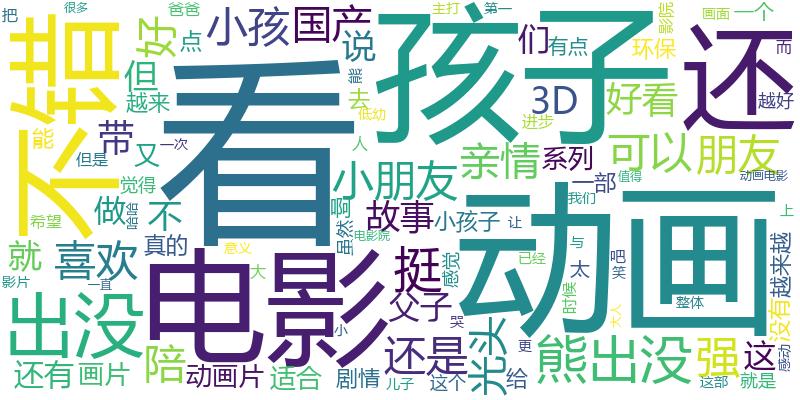 把
很多
爸爸
小孩
国产
主打
第一
影院
画面
一个
不错
好
点
说
孩子
们
有点
环保
而
还
但
越来
看
能
去
3D
好看
越好
带
能
但是
一次
又
低幼
人
进步
亲情
系列
可以
朋友
觉得
小朋友
一部
值得
动画电影
做
不
故事
小孩子
让
我们
上
希望
真的
虽然
电影院
动画
就
喜欢
意义
大
电影
挺
感觉
与
吧
已经
太
笑
没有
越来越
影片
一直
父子
时候
大人
整体
出没
小
哭
光头
更
熊出没
强
这
感动
还有
画片
陪
动画片
适合
剧情
儿子
还是
这个
给
这部
就是